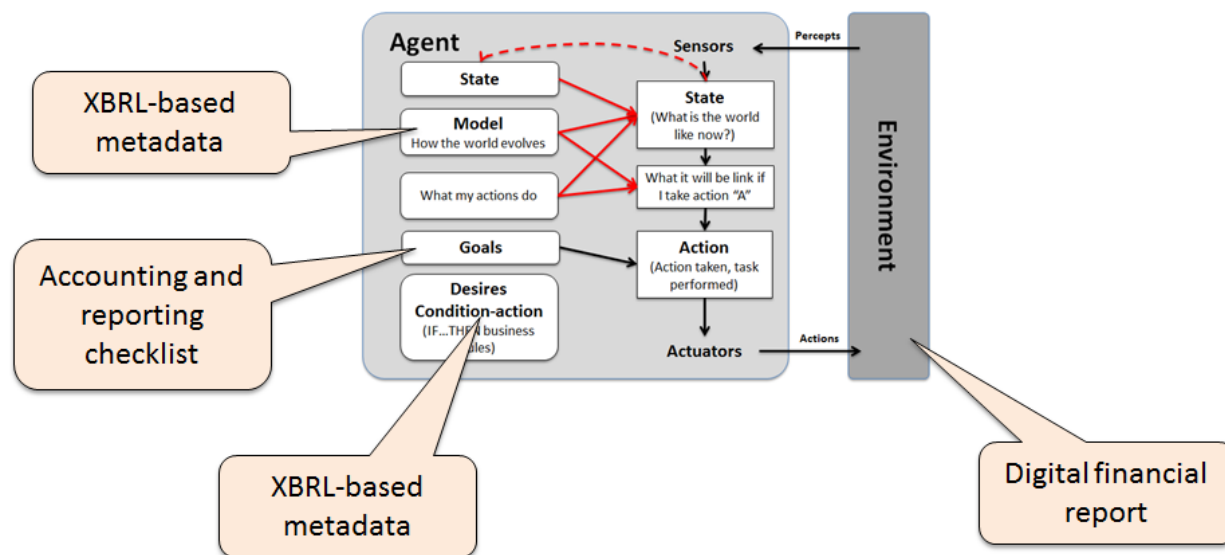 Agent
Sensors
Percepts
State
State
(What is the world
like now?)
XBRL-based
metadata
Model
How the world evolves
What my actions do
What it will be link if
I take action "A"
Environment
Accounting and
reporting
checklist
Goals
Action
(Action taken, task
performed)
Desires
Condition-action
(IF...THEN business
Actuators
Actions
XBRL-based
metadata
Digital financial
report